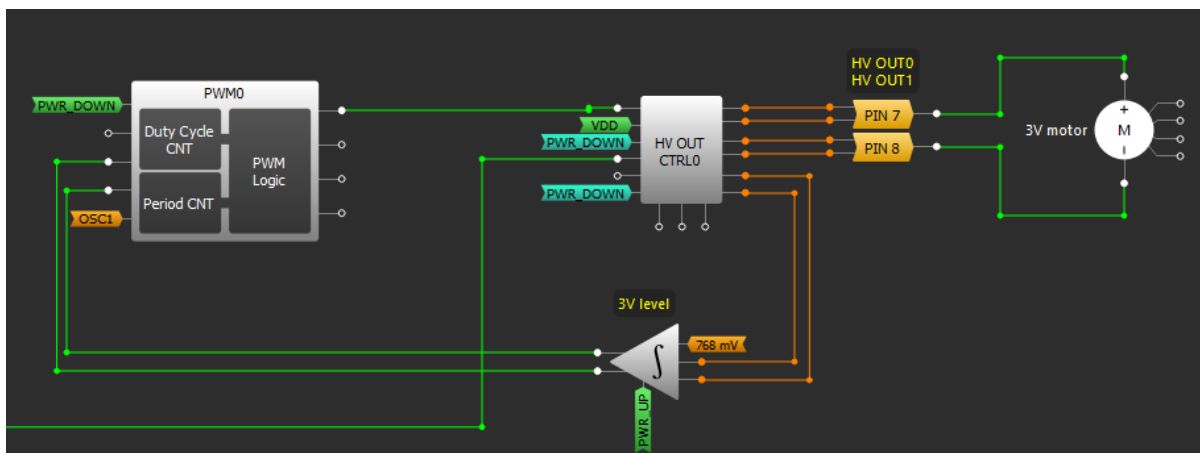 HV OUT0
HV OUT1
PWM0
PWR_DOWN
Duty Cycle
CNT
PWM
Logic
Period CNT
OSC1
VDD
PWR_DOWN
HV OUT
CTRL0
PWR_DOWN
PIN 7
PIN 8
3V motor
+
M
–
3V level
768 mV
∫
PWR_UP